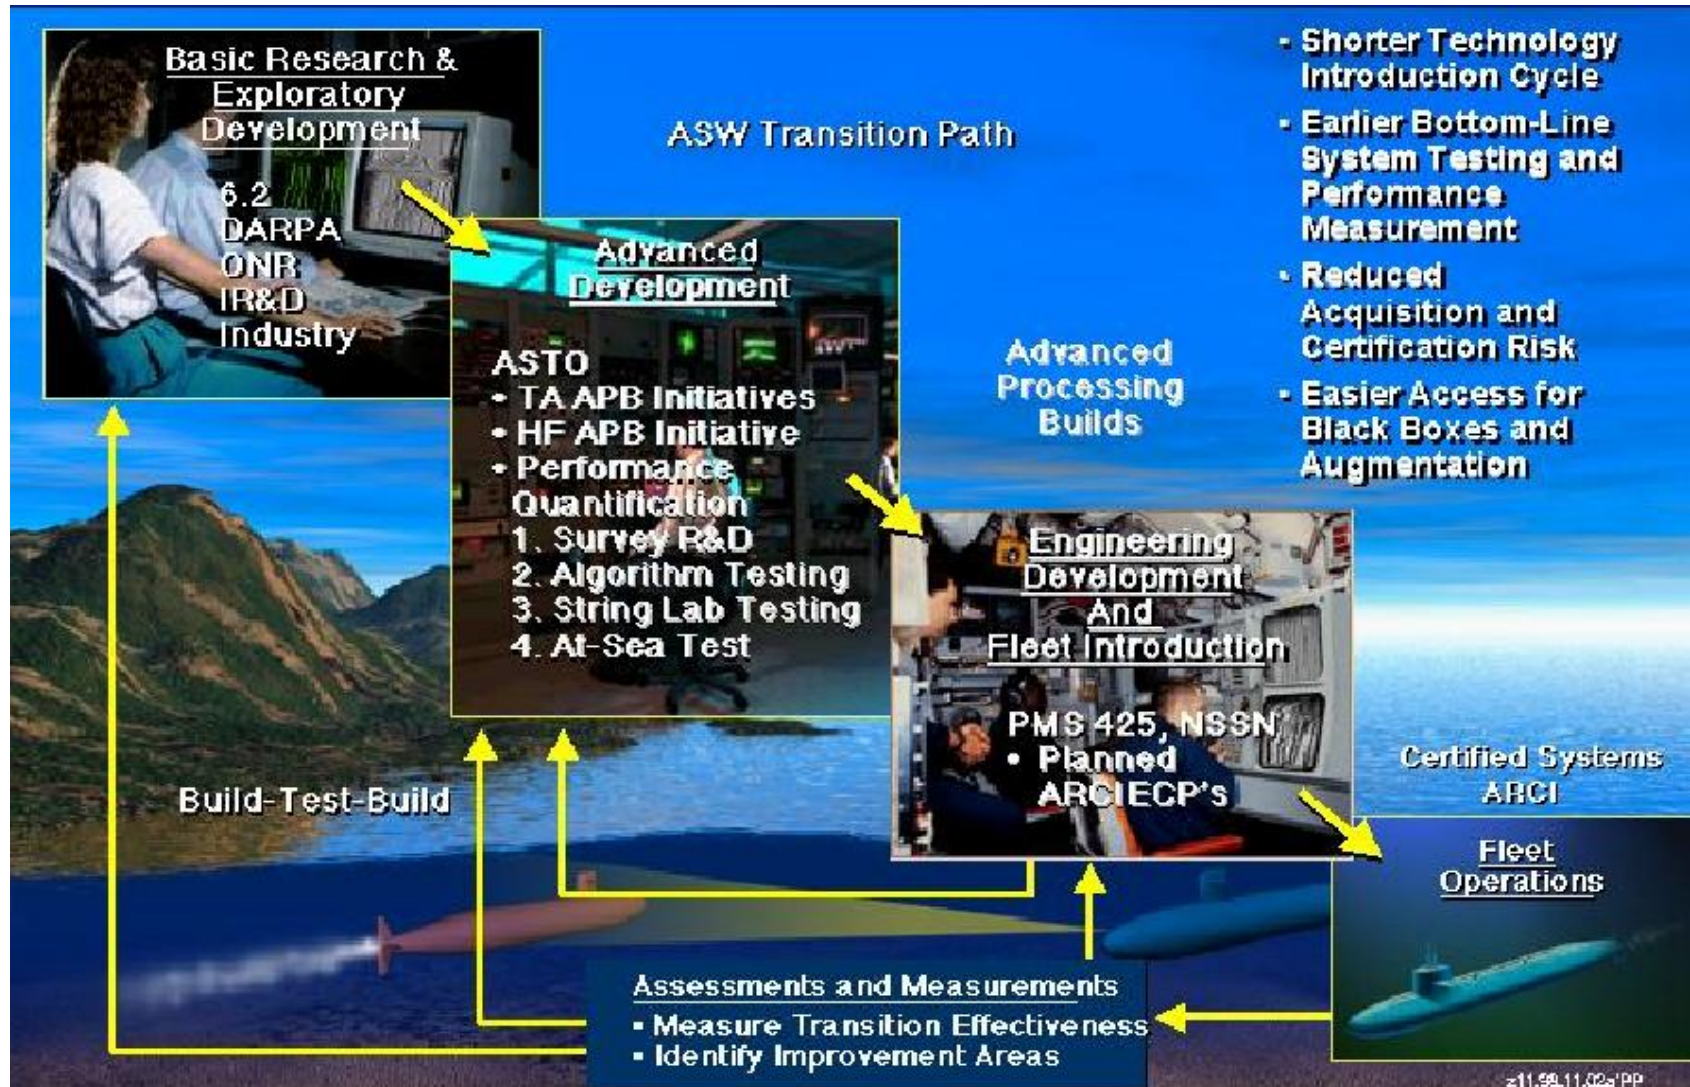 Basic Research &
Exploratory
Development
6.2
DARPA
ONR
IR&D
Industry
ASW Transition Path
- Shorter Technology
Introduction Cycle
- Earlier Bottom-Line
System Testing and
Performance
Measurement
- Reduced
Acquisition and
Certification Risk
- Easier Access for
Black Boxes and
Augmentation
Advanced
Development
ASTO
• TA APB Initiatives
• HF APB Initiative
• Performance
Quantification
1. Survey R&D
2. Algorithm Testing
3. String Lab Testing
4. At-Sea Test
Advanced
Processing
Builds
Engineering
Development
And
Fleet Introduction
PMS 425, NSSN,
• Planned
ARCI ECP's
Build-Test-Build
Certified Systems
ARCI
Fleet
Operations
Assessments and Measurements
▪ Measure Transition Effectiveness
▪ Identify Improvement Areas